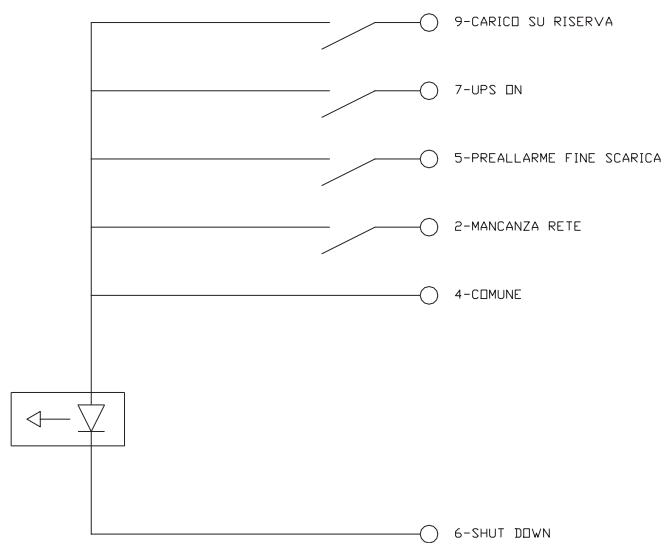 9-CARICO SU RISERVA
7-UPS ON
5-PREALLARME FINE SCARICA
2-MANCANZA RETE
4-COMUNE
6-SHUT DOWN